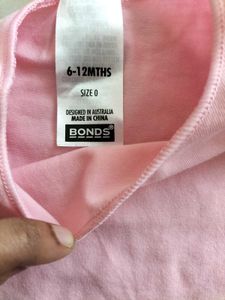 6-12MTHS
SIZE 0
DESIGNED IN AUSTRALIA
MADE IN CHINA
BONDS